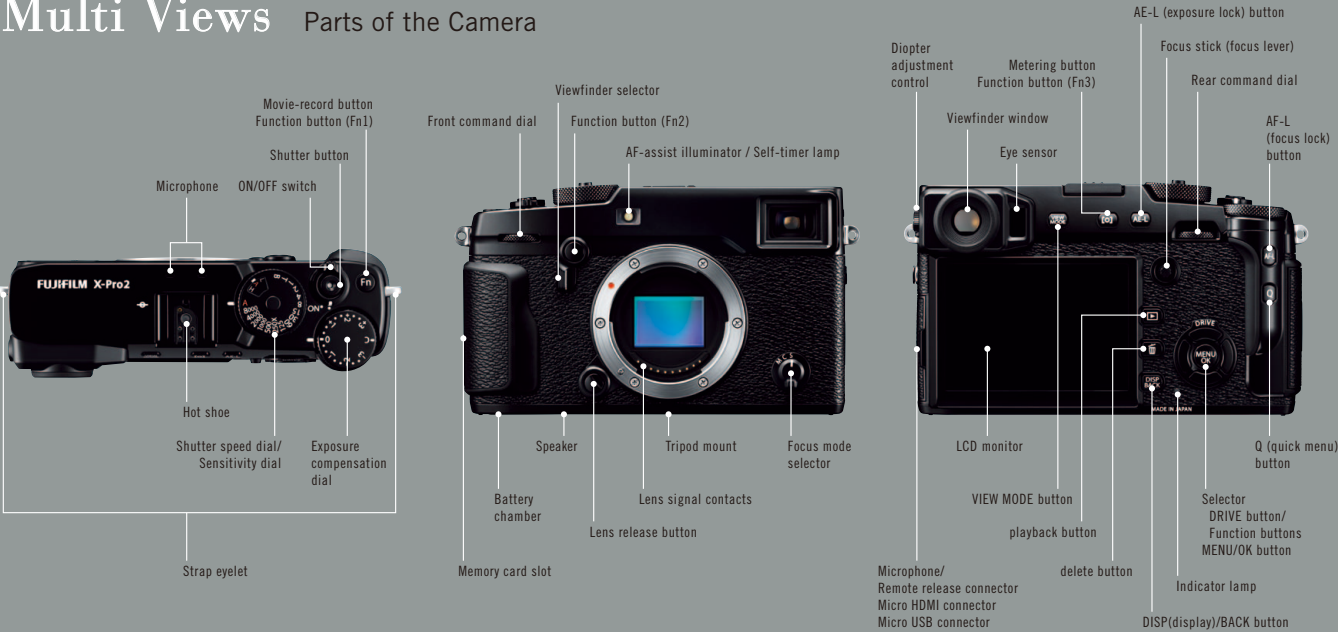 Multi Views Parts of the Camera
Movie-record button
Function button (Fn1)
Shutter button
Microphone
ON/OFF switch
FUJIFILM X-Pro2
Fn
ON
Hot shoe
Shutter speed dial/
Sensitivity dial
Exposure
compensation
dial
Strap eyelet
Viewfinder selector
Front command dial
Function button (Fn2)
AF-assist illuminator / Self-timer lamp
M C S
Speaker
Tripod mount
Focus mode
selector
Battery
chamber
Lens signal contacts
Lens release button
Memory card slot
AE-L (exposure lock) button
Diopter
adjustment
control
Focus stick (focus lever)
Metering button
Function button (Fn3)
Rear command dial
Viewfinder window
AF-L
(focus lock)
button
Eye sensor
VIEW
MODE
AE-L
AF-L
Q
DRIVE
MENU
OK
DISP
BACK
MADE IN JAPAN
LCD monitor
Q (quick menu)
button
VIEW MODE button
Selector
DRIVE button/
Function buttons
MENU/OK button
playback button
Microphone/
Remote release connector
Micro HDMI connector
Micro USB connector
delete button
Indicator lamp
DISP(display)/BACK button